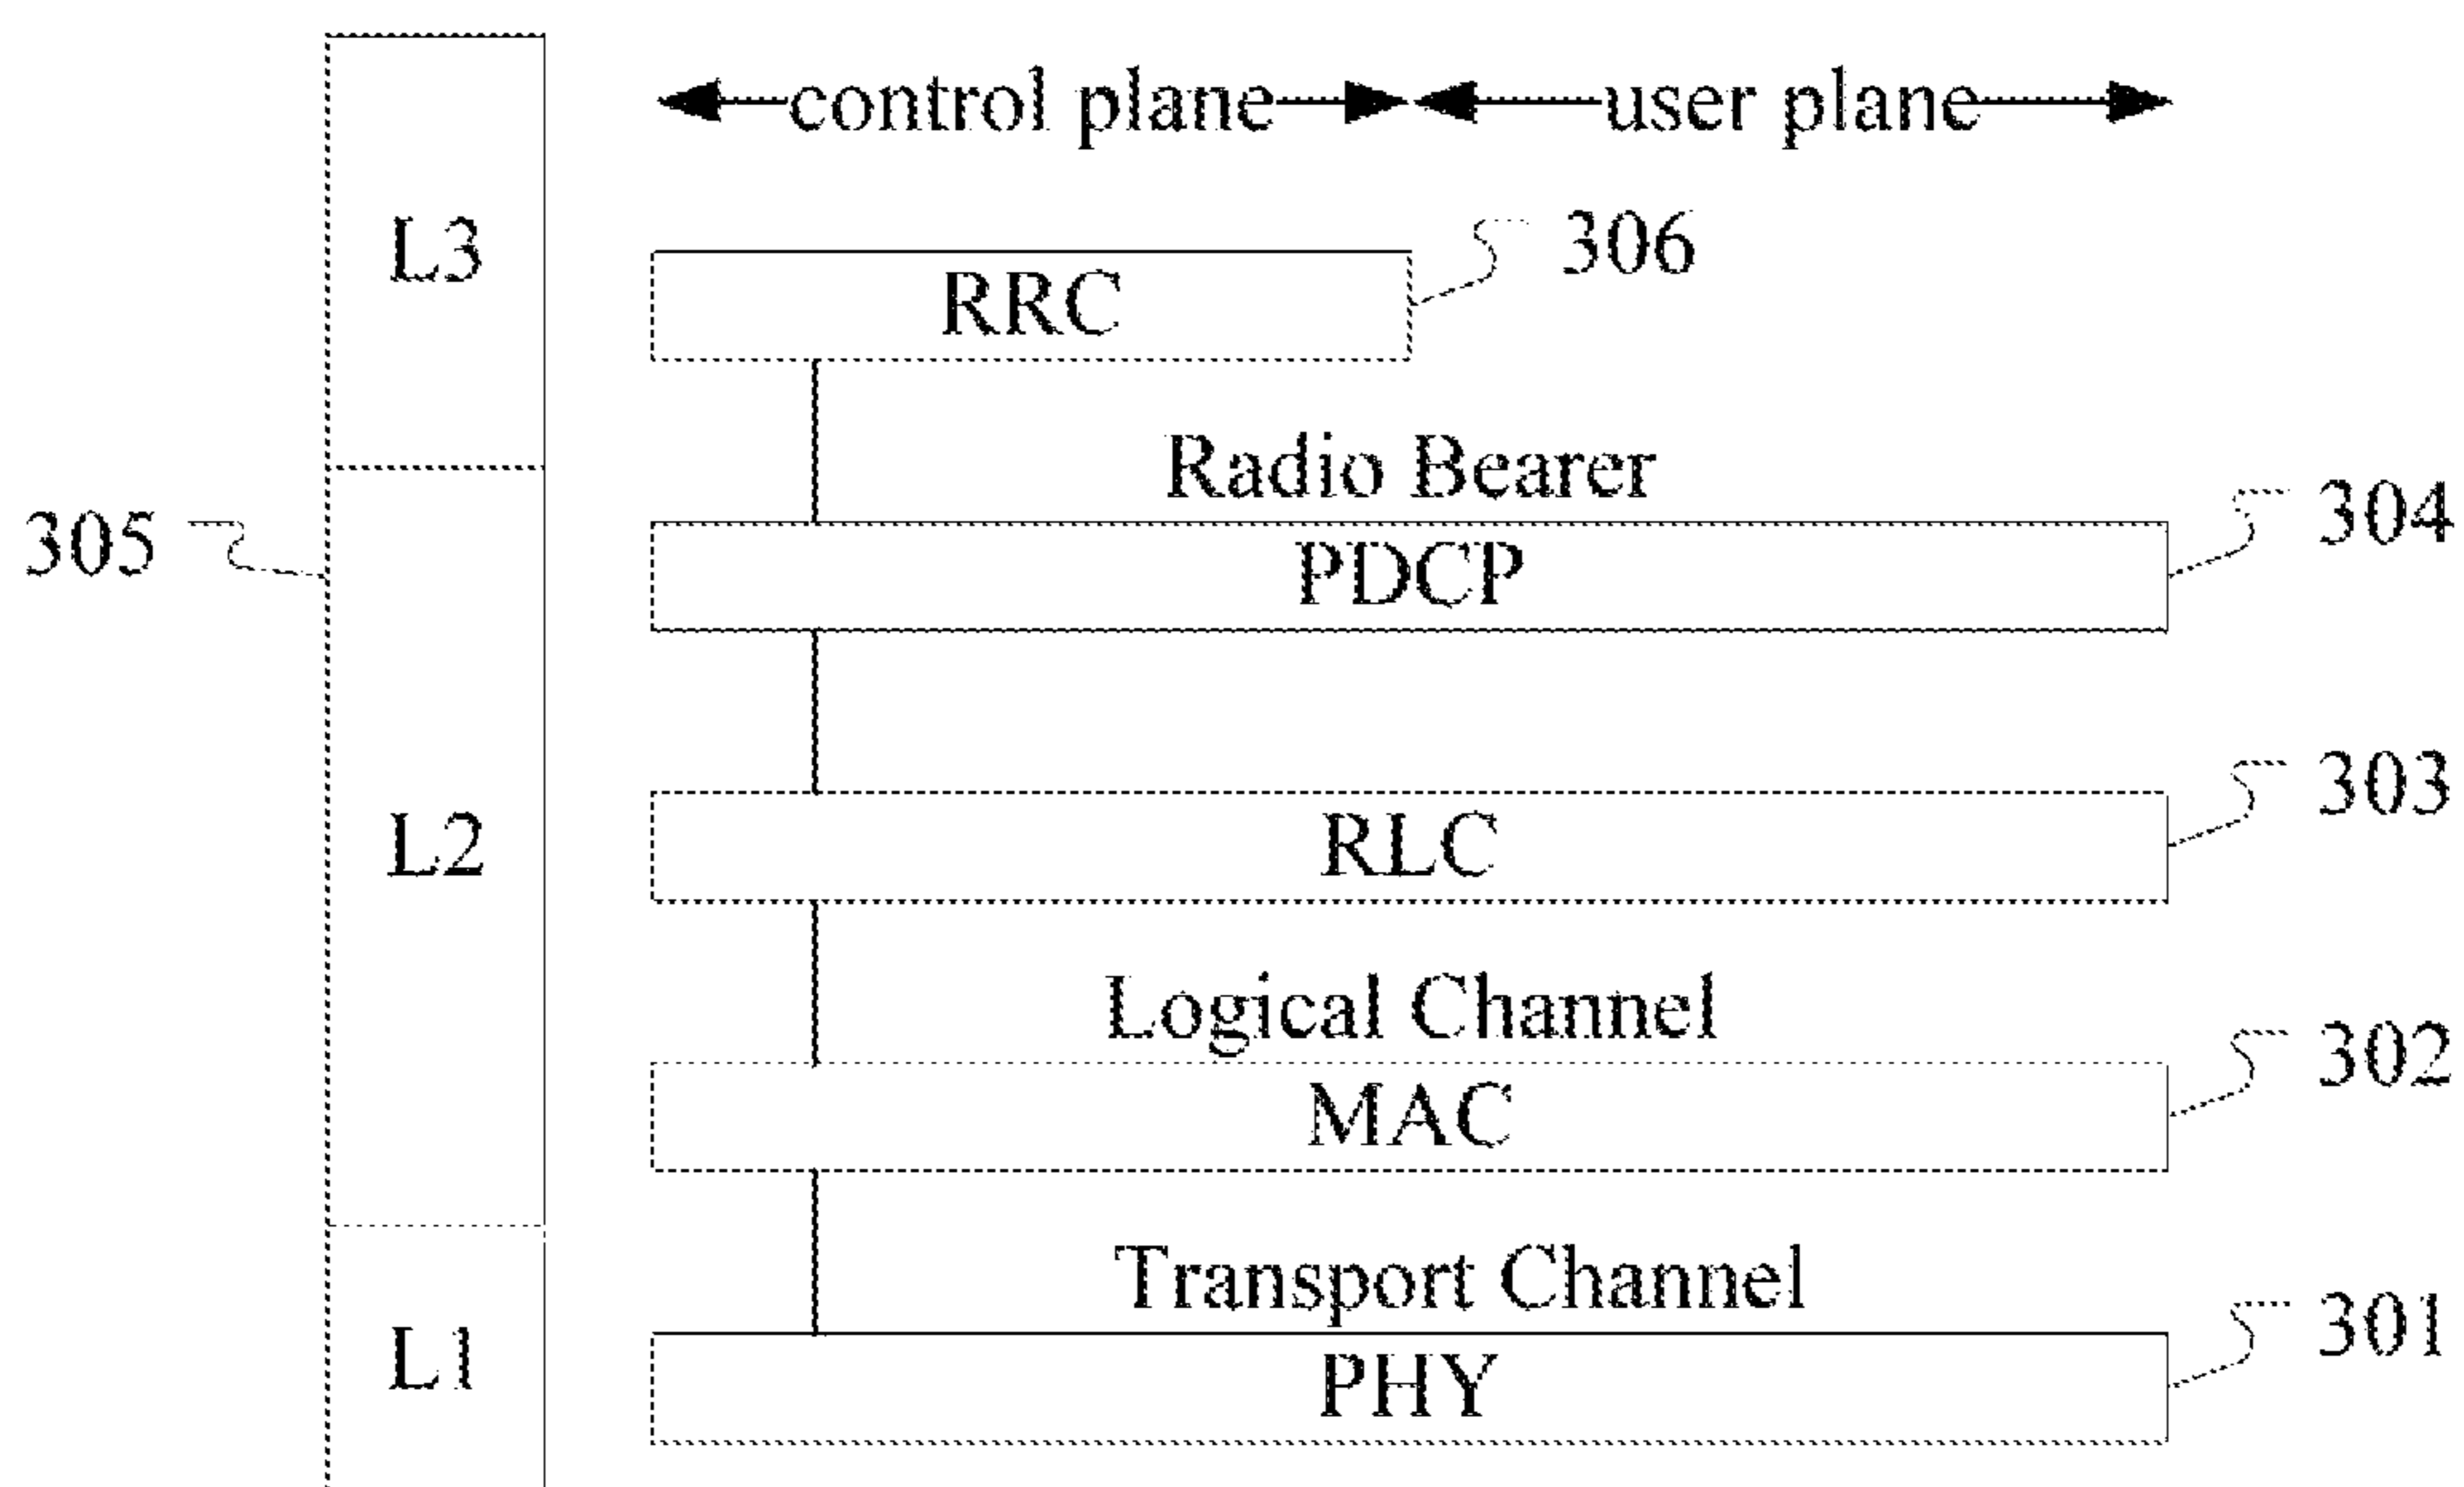 control plane user plane
L3
RRC
306
Radio Bearer
305
PDCP
304
L2
RLC
303
Logical Channel
MAC
302
Transport Channel
L1
PHY
301